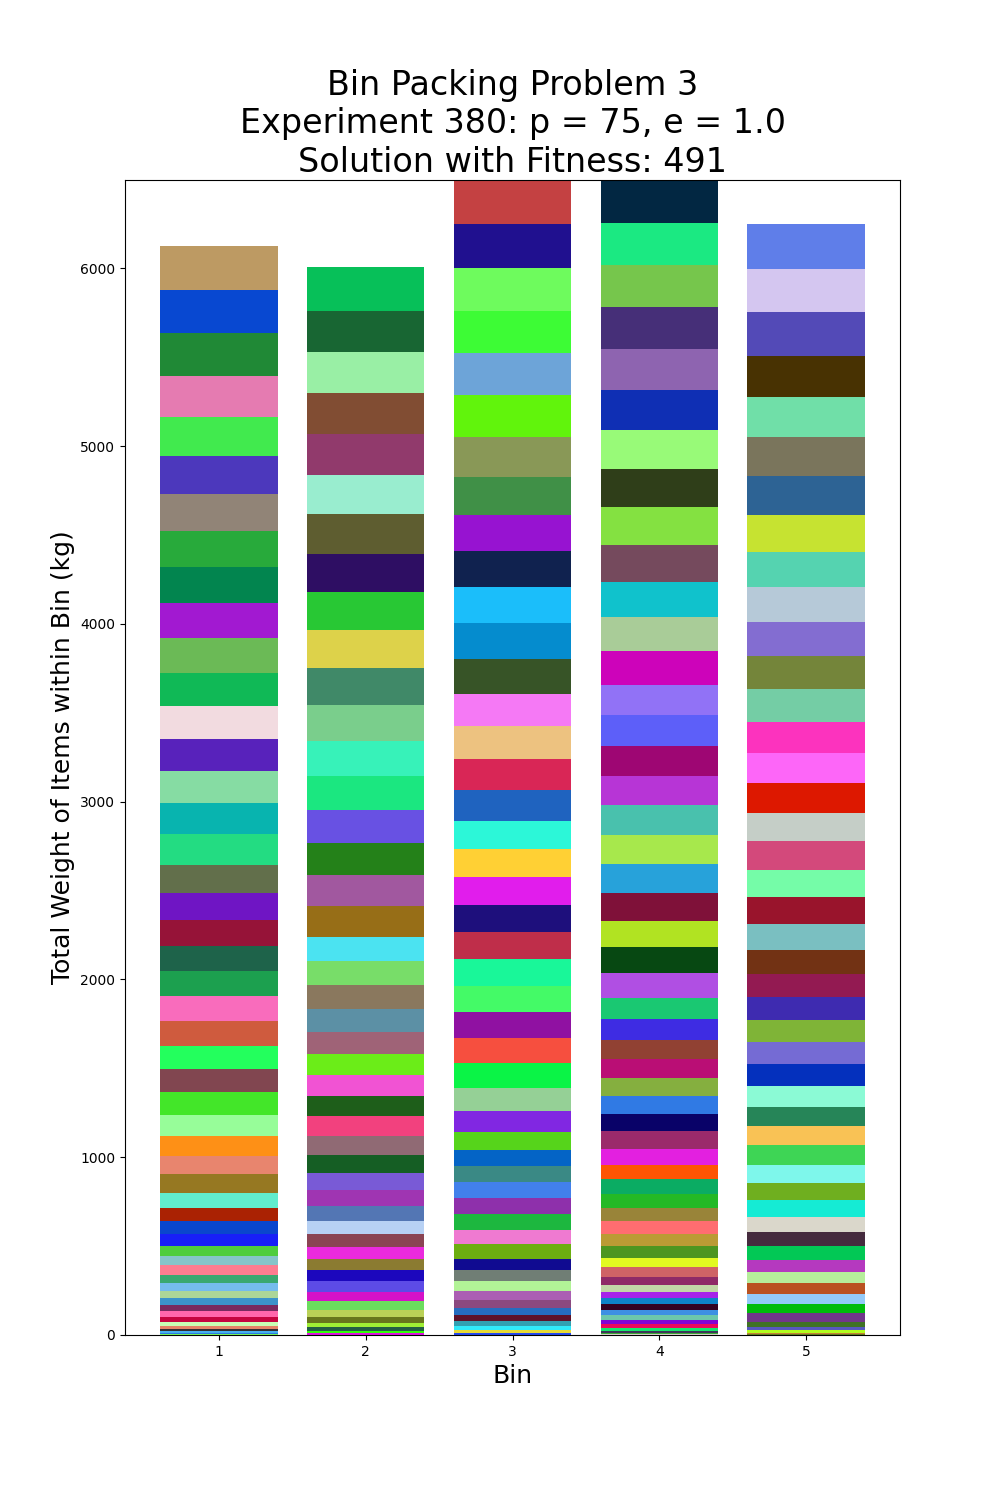 Bin Packing Problem 3
Experiment 380: p = 75, e = 1.0
Solution with Fitness: 491
Total Weight of Items within Bin (kg)
6000
5000
4000
3000
2000
1000
0
1 2 3 4 5
Bin